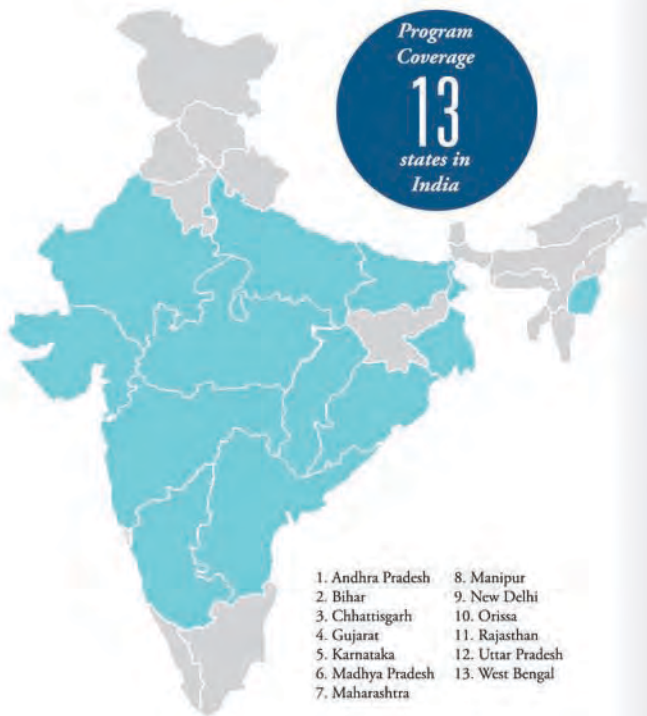 Program
Coverage
13
states in
India
1. Andhra Pradesh
2. Bihar
3. Chhattisgarh
4. Gujarat
5. Karnataka
6. Madhya Pradesh
7. Maharashtra
8. Manipur
9. New Delhi
10. Orissa
11. Rajasthan
12. Uttar Pradesh
13. West Bengal